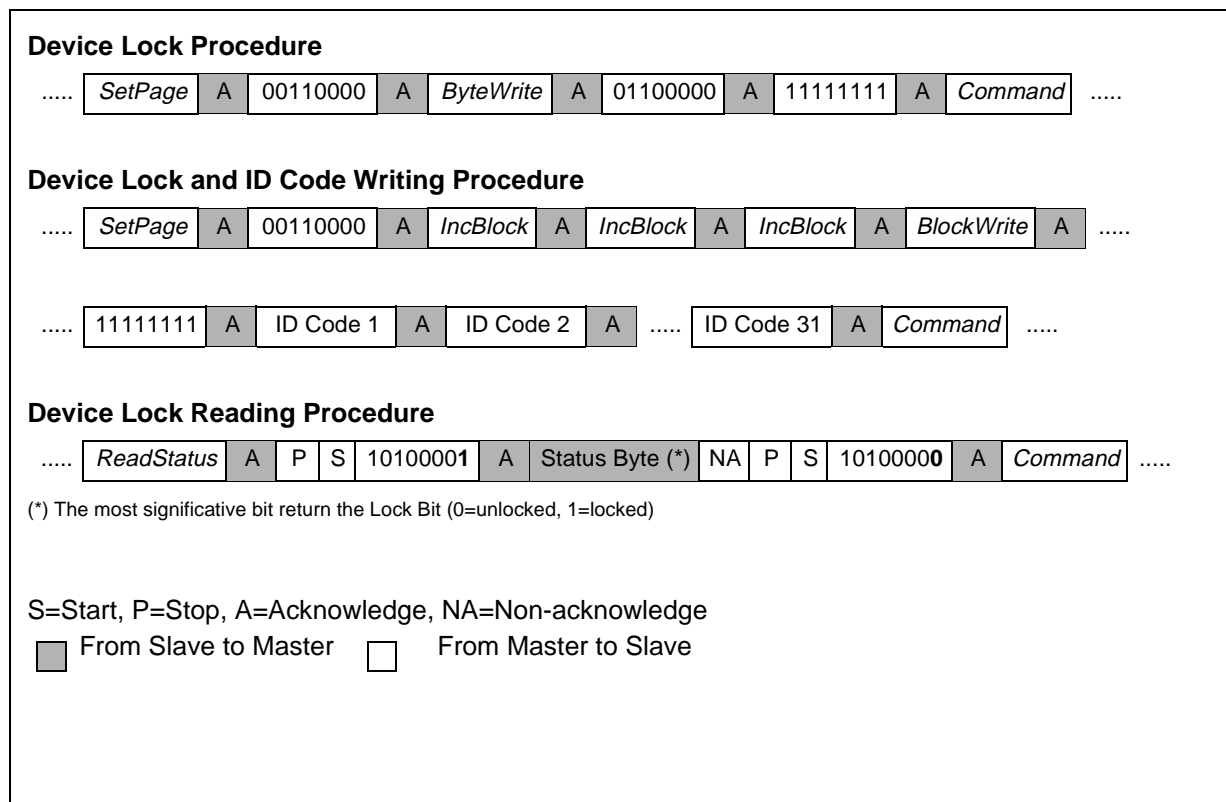 Device Lock Procedure
..... SetPage A 00110000 A ByteWrite A 01100000 A 11111111 A Command .....
Device Lock and ID Code Writing Procedure
..... SetPage A 00110000 A IncBlock A IncBlock A IncBlock A BlockWrite A .....
..... 11111111 A ID Code 1 A ID Code 2 A ..... ID Code 31 A Command .....
Device Lock Reading Procedure
..... ReadStatus A P S 10100001 A Status Byte (*) NA P S 10100000 A Command .....
(*) The most significative bit return the Lock Bit (0=unlocked, 1=locked)
S=Start, P=Stop, A=Acknowledge, NA=Non-acknowledge
From Slave to Master From Master to Slave